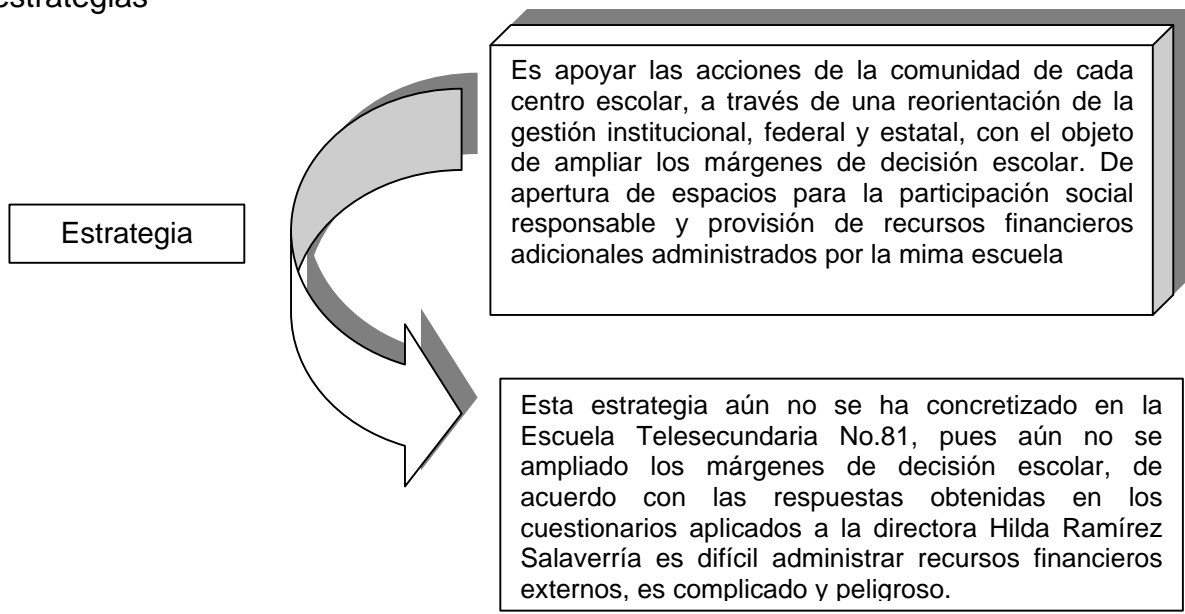 estrategias
Es apoyar las acciones de la comunidad de cada
centro escolar, a través de una reorientación de la
gestión institucional, federal y estatal, con el objeto
de ampliar los márgenes de decisión escolar. De
apertura de espacios para la participación social
responsable y provisión de recursos financieros
adicionales administrados por la mima escuela
Estrategia
Esta estrategia aún no se ha concretizado en la
Escuela Telesecundaria No.81, pues aún no se
ampliado los márgenes de decisión escolar, de
acuerdo con las respuestas obtenidas en los
cuestionarios aplicados a la directora Hilda Ramírez
Salaverría es difícil administrar recursos financieros
externos, es complicado y peligroso.